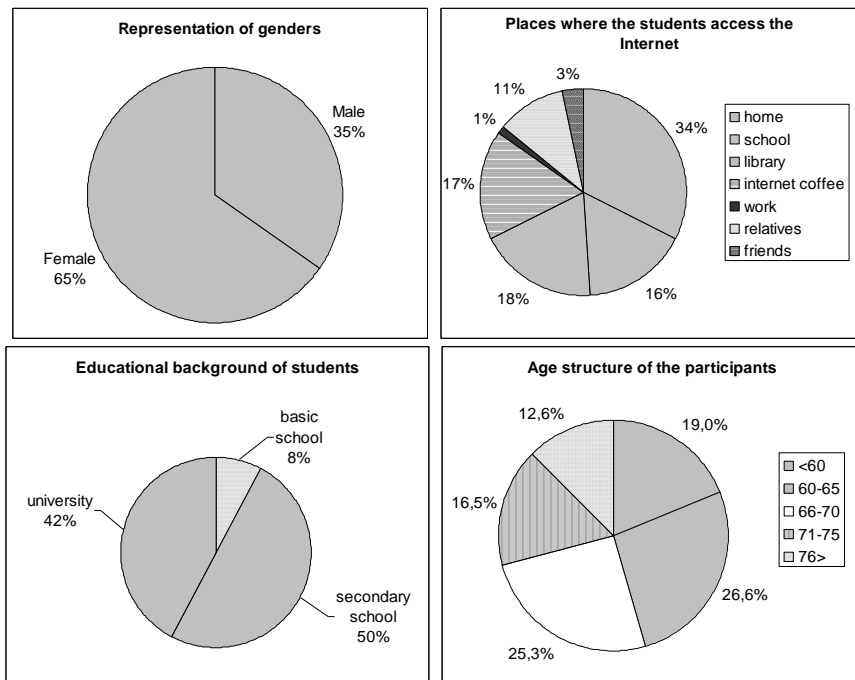 Representation of genders
Male
35%
Female
65%
Places where the students access the
Internet
3%
11%
34%
1%
17%
18%
16%
home
school
library
internet coffee
work
relatives
friends
Educational background of students
basic
school
8%
university
42%
secondary
school
50%
Age structure of the participants
12,6%
19,0%
16,5%
26,6%
25,3%
<60
60-65
66-70
71-75
76>